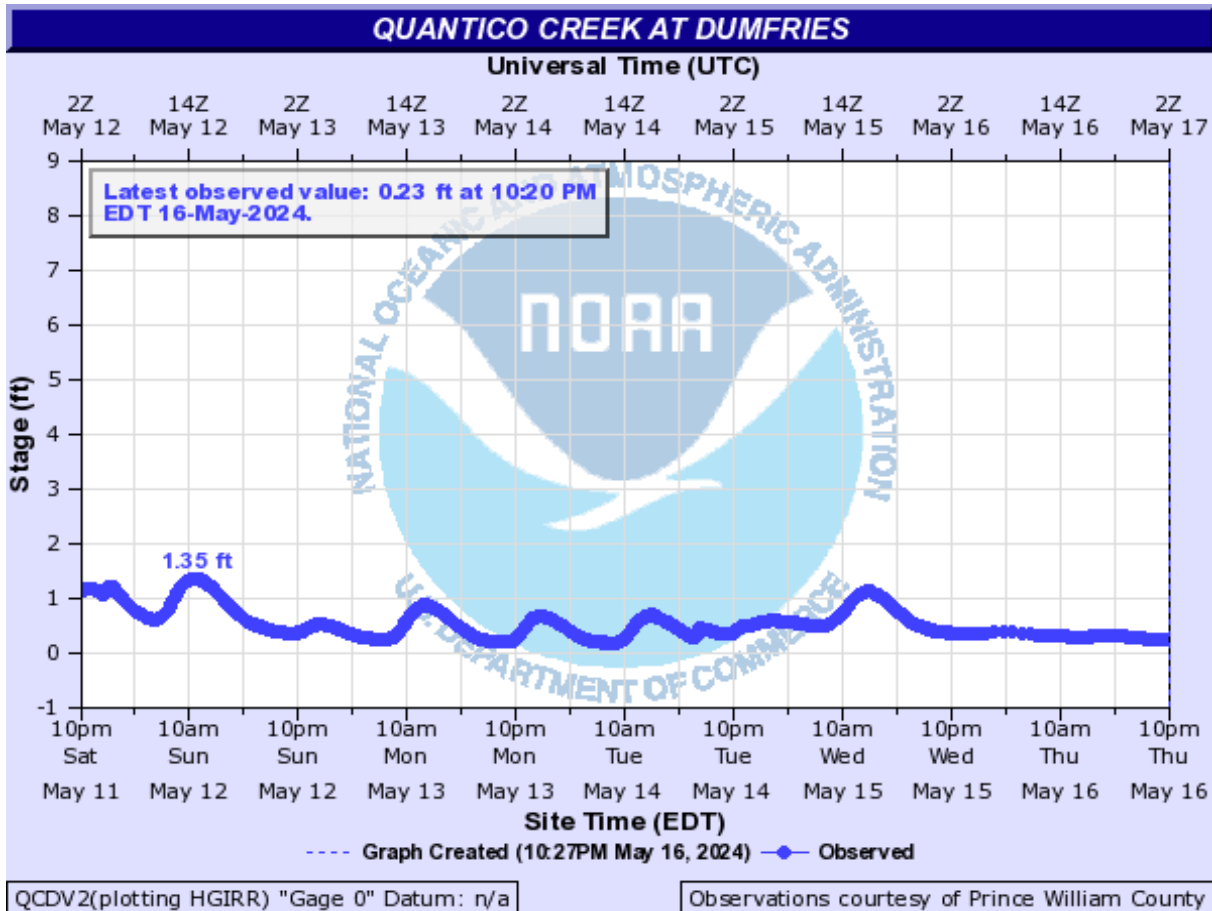 QUANTICO CREEK AT DUMFRIES
Universal Time (UTC)
2Z 14Z 2Z 14Z 2Z 14Z 2Z 14Z 2Z 14Z 2Z
May 12 May 12 May 13 May 13 May 14 May 14 May 15 May 15 May 16 May 16 May 17
Latest observed value: 0.23 ft at 10:20 PM
EDT 16-May-2024.
NATIONAL OCEANIC AND ATMOSPHERIC ADMINISTRATION
NOAA
U.S. DEPARTMENT OF COMMERCE
Stage (ft)
9
8
7
6
5
4
3
2
1
0
-1
1.35 ft
10pm 10am 10pm 10am 10pm 10am 10pm 10am 10pm 10am 10pm
Sat Sun Sun Mon Mon Tue Tue Wed Wed Thu Thu
May 11 May 12 May 12 May 13 May 13 May 14 May 14 May 15 May 15 May 16 May 16
Site Time (EDT)
Graph Created (10:27PM May 16, 2024) Observed
QCDV2(plotting HGIRR) "Gage 0" Datum: n/a
Observations courtesy of Prince William County